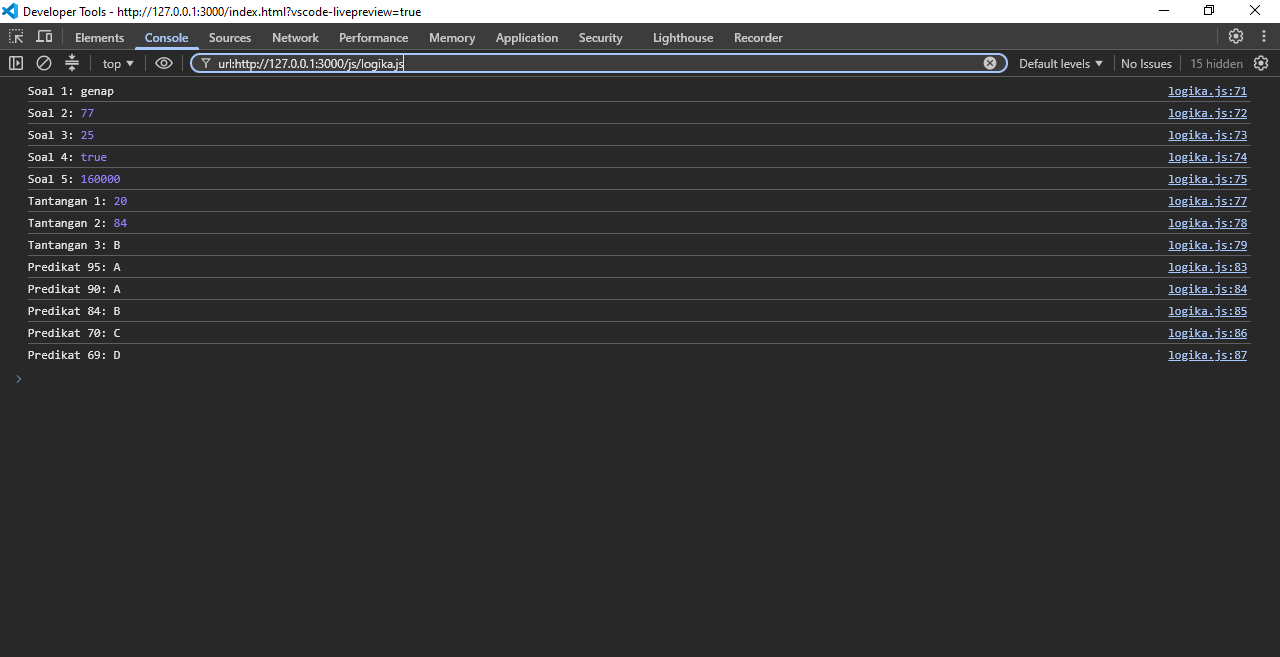 Developer Tools - http://127.0.0.1:3000/index.html?vscode-livepreview=true
Elements Console Sources Network Performance Memory Application Security Lighthouse Recorder
top url:http://127.0.0.1:3000/js/logika.js Default levels No Issues 15 hidden
Soal 1: genap logika.js:71
Soal 2: 77 logika.js:72
Soal 3: 25 logika.js:73
Soal 4: true logika.js:74
Soal 5: 160000 logika.js:75
Tantangan 1: 20 logika.js:77
Tantangan 2: 84 logika.js:78
Tantangan 3: B logika.js:79
Predikat 95: A logika.js:83
Predikat 90: A logika.js:84
Predikat 84: B logika.js:85
Predikat 70: C logika.js:86
Predikat 69: D logika.js:87